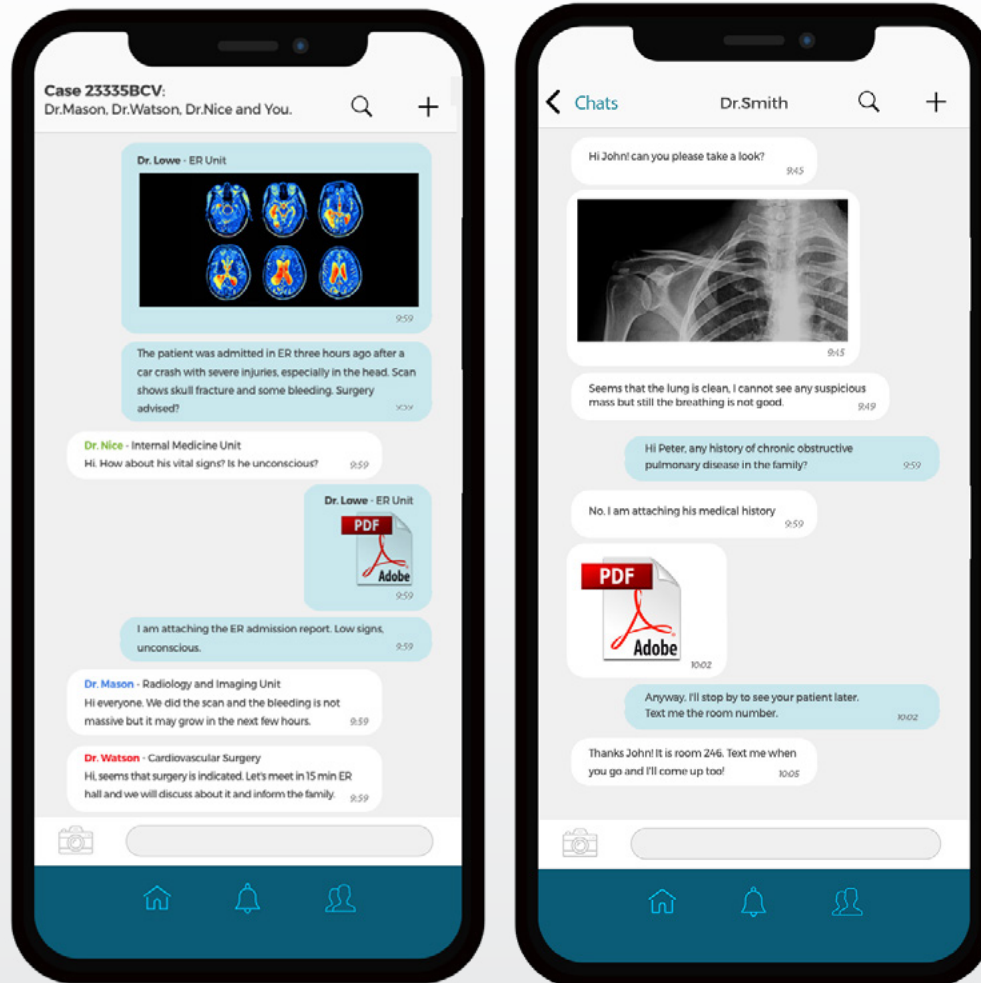 Case 23335BCV:
Dr.Mason, Dr.Watson, Dr.Nice and You.
Dr. Lowe - ER Unit
9:59
The patient was admitted in ER three hours ago after a
car crash with severe injuries, especially in the head. Scan
shows skull fracture and some bleeding. Surgery
advised?
Dr. Nice - Internal Medicine Unit
Hi. How about his vital signs? Is he unconscious?
9:59
Dr. Lowe - ER Unit
PDF
Adobe
9:59
I am attaching the ER admission report. Low signs,
unconscious.
9:59
Dr. Mason - Radiology and Imaging Unit
Hi everyone. We did the scan and the bleeding is not
massive but it may grow in the next few hours.
9:59
Dr. Watson - Cardiovascular Surgery
Hi, seems that surgery is indicated. Let's meet in 15 min ER
hall and we will discuss about it and inform the family.
9:59
Chats
Dr.Smith
Hi John! can you please take a look?
9:45
9:45
Seems that the lung is clean, I cannot see any suspicious
mass but still the breathing is not good.
9:49
Hi Peter, any history of chronic obstructive
pulmonary disease in the family?
9:59
No. I am attaching his medical history
9:59
PDF
Adobe
10:02
Anyway. I'll stop by to see your patient later.
Text me the room number.
10:02
Thanks John! It is room 246. Text me when
you go and I'll come up too!
10:05